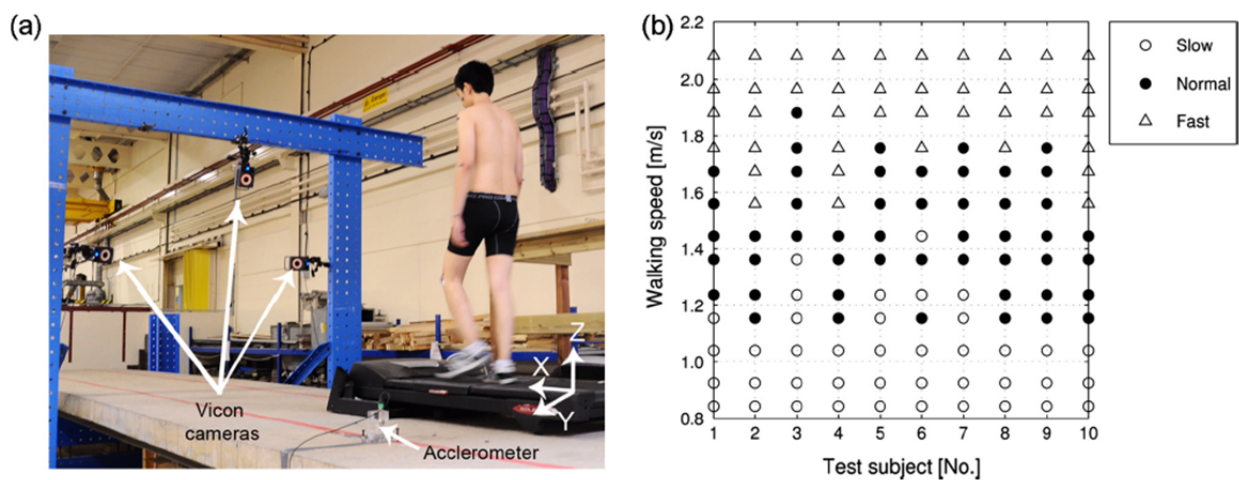 (a)
Vicon
cameras
Acclerometer
Z
X
Y
(b)
Walking speed [m/s]
2.2
2.0
1.8
1.6
1.4
1.2
1.0
0.8
1 2 3 4 5 6 7 8 9 10
Test subject [No.]
Slow
Normal
Fast